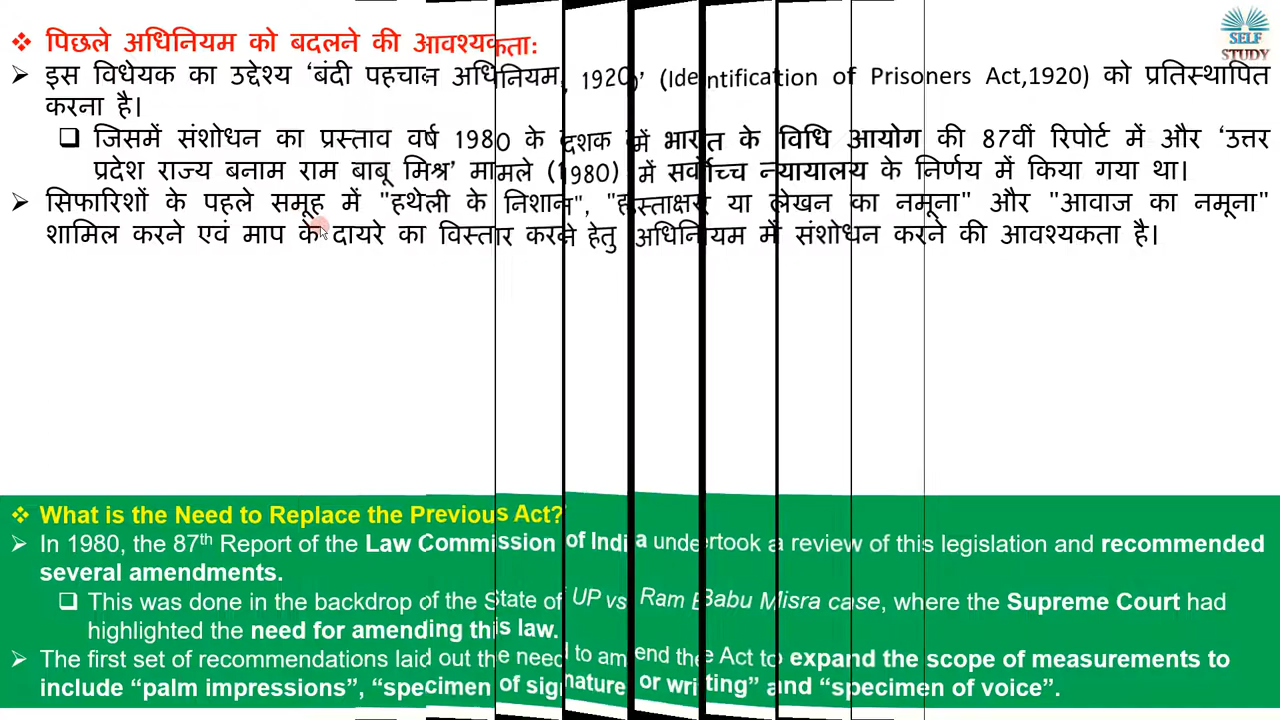 ❖ पिछले अधिनियम को बदलने की आवश्यकता:
SELF STUDY
➢ इस विधेयक का उद्देश्य ‘बंदी पहचान अधिनियम, 1920’ (Identification of Prisoners Act,1920) को प्रतिस्थापित
करना है।
❑ जिसमें संशोधन का प्रस्ताव वर्ष 1980 के दशक में भारत के विधि आयोग की 87वीं रिपोर्ट में और ‘उत्तर
प्रदेश राज्य बनाम राम बाबू मिश्र’ मामले (1980) में सर्वोच्च न्यायालय के निर्णय में किया गया था।
➢ सिफारिशों के पहले समूह में "हथेली के निशान", "हस्ताक्षर या लेखन का नमूना" और "आवाज का नमूना"
शामिल करने एवं माप के दायरे का विस्तार करने हेतु अधिनियम में संशोधन करने की आवश्यकता है।
❖ What is the Need to Replace the Previous Act?
➢ In 1980, the 87th Report of the Law Commission of India undertook a review of this legislation and recommended
several amendments.
❑ This was done in the backdrop of the State of UP vs Ram Babu Misra case, where the Supreme Court had
highlighted the need for amending this law.
➢ The first set of recommendations laid out the need to amend the Act to expand the scope of measurements to
include “palm impressions”, “specimen of signature or writing” and “specimen of voice”.